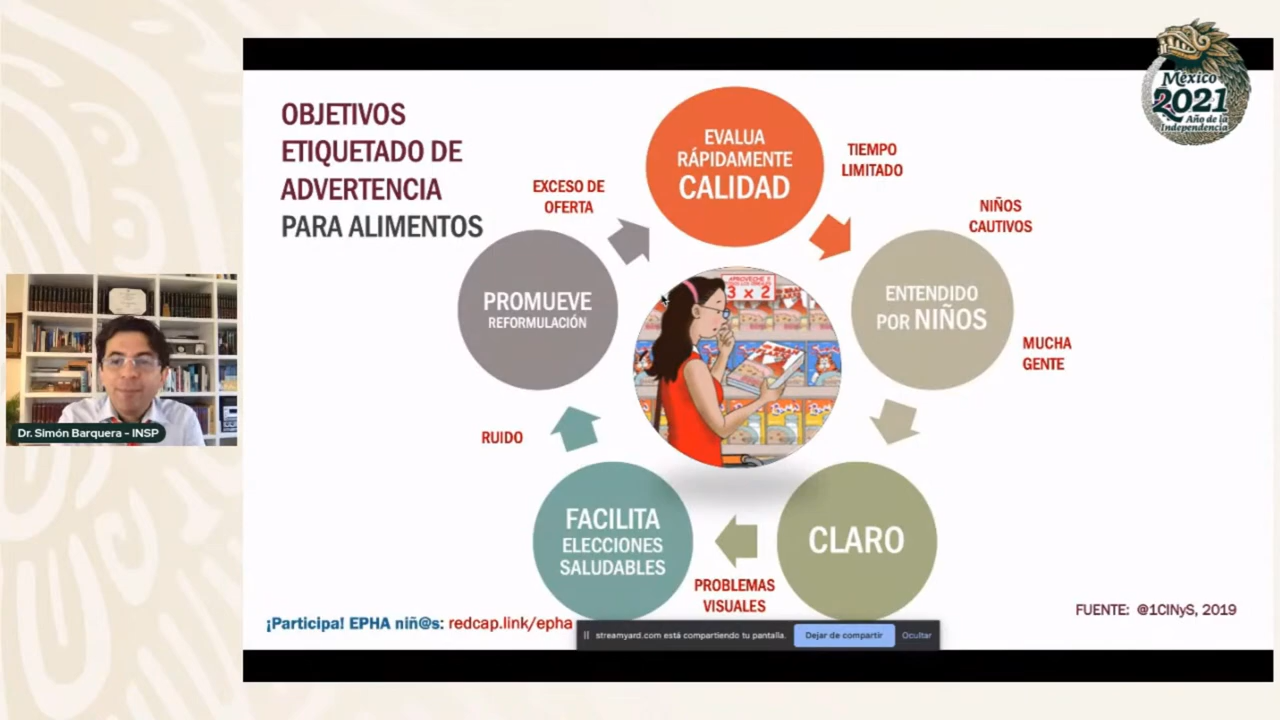 OBJETIVOS
ETIQUETADO DE
ADVERTENCIA
PARA ALIMENTOS
EVALUA
RÁPIDAMENTE
CALIDAD
TIEMPO
LIMITADO
NIÑOS
CAUTIVOS
ENTENDIDO
POR NIÑOS
MUCHA
GENTE
CLARO
PROBLEMAS
VISUALES
FACILITA
ELECCIONES
SALUDABLES
RUIDO
PROMUEVE
REFORMULACIÓN
EXCESO DE
OFERTA
3 x 2
FUENTE: @1CINyS, 2019
¡Participa! EPHA niñ@s: redcap.link/epha
streamyard.com está compartiendo tu pantalla.
Dejar de compartir
Ocultar
Dr. Simón Barquera - INSP
México
2021
Año de la
Independencia